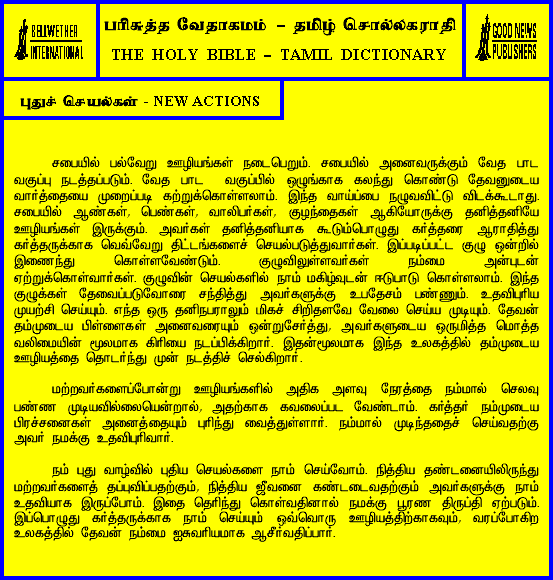 BELLWETHER
INTERNATIONAL
பரிசுத்த வேதாகமம் – தமிழ் சொல்லகராதி
THE HOLY BIBLE – TAMIL DICTIONARY
GOOD NEWS
PUBLISHERS
புதுச் செயல்கள் - NEW ACTIONS
சபையில் பல்வேறு ஊழியங்கள் நடைபெறும். சபையில் அனைவருக்கும் வேத பாட
வகுப்பு நடத்தப்படும். வேத பாட வகுப்பில் ஒழுங்காக கலந்து கொண்டு தேவனுடைய
வார்த்தையை முறைப்படி கற்றுக்கொள்ளலாம். இந்த வாய்ப்பை நழுவவிட்டு விடக்கூடாது.
சபையில் ஆண்கள், பெண்கள், வாலிபர்கள், குழந்தைகள் ஆகியோருக்கு தனித்தனியே
ஊழியங்கள் இருக்கும். அவர்கள் தனித்தனியாக கூடும்பொழுது கர்த்தரை ஆராதித்து
கர்த்தருக்காக வெவ்வேறு திட்டங்களைச் செயல்படுத்துவார்கள். இப்படிப்பட்ட குழு ஒன்றில்
இணைந்து கொள்ளவேண்டும். குழுவிலுள்ளவர்கள் நம்மை அன்புடன்
ஏற்றுக்கொள்வார்கள். குழுவின் செயல்களில் நாம் மகிழ்வுடன் ஈடுபாடு கொள்ளலாம். இந்த
குழுக்கள் தேவைப்படுவோரை சந்தித்து அவர்களுக்கு உபதேசம் பண்ணும். உதவிபுரிய
முயற்சி செய்யும். எந்த ஒரு தனிநபராலும் மிகச் சிறிதளவே வேலை செய்ய முடியும். தேவன்
தம்முடைய பிள்ளைகள் அனைவரையும் ஒன்றுசேர்த்து, அவர்களுடைய ஒருமித்த மொத்த
வலிமையின் மூலமாக கிரியை நடப்பிக்கிறார். இதன்மூலமாக இந்த உலகத்தில் தம்முடைய
ஊழியத்தை தொடர்ந்து முன் நடத்திச் செல்கிறார்.
மற்றவர்களைப்போன்று ஊழியங்களில் அதிக அளவு நேரத்தை நம்மால் செலவு
பண்ண முடியவில்லையென்றால், அதற்காக கவலைப்பட வேண்டாம். கர்த்தர் நம்முடைய
பிரச்சனைகள் அனைத்தையும் புரிந்து வைத்துள்ளார். நம்மால் முடிந்ததைச் செய்வதற்கு
அவர் நமக்கு உதவிபுரிவார்.
நம் புது வாழ்வில் புதிய செயல்களை நாம் செய்வோம். நித்திய தண்டனையிலிருந்து
மற்றவர்களைத் தப்புவிப்பதற்கும், நித்திய ஜீவனை கண்டடைவதற்கும் அவர்களுக்கு நாம்
உதவியாக இருப்போம். இதை தெரிந்து கொள்வதினால் நமக்கு பூரண திருப்தி ஏற்படும்.
இப்பொழுது கர்த்தருக்காக நாம் செய்யும் ஒவ்வொரு ஊழியத்திற்காகவும், வரப்போகிற
உலகத்தில் தேவன் நம்மை ஐசுவரியமாக ஆசீர்வதிப்பார்.